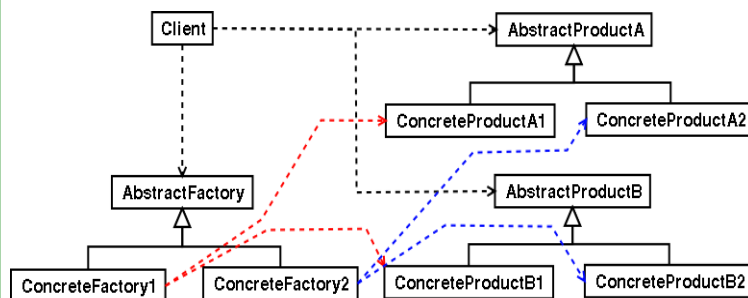 Client
AbstractProductA
ConcreteProductA1
ConcreteProductA2
AbstractFactory
AbstractProductB
ConcreteFactory1
ConcreteFactory2
ConcreteProductB1
ConcreteProductB2